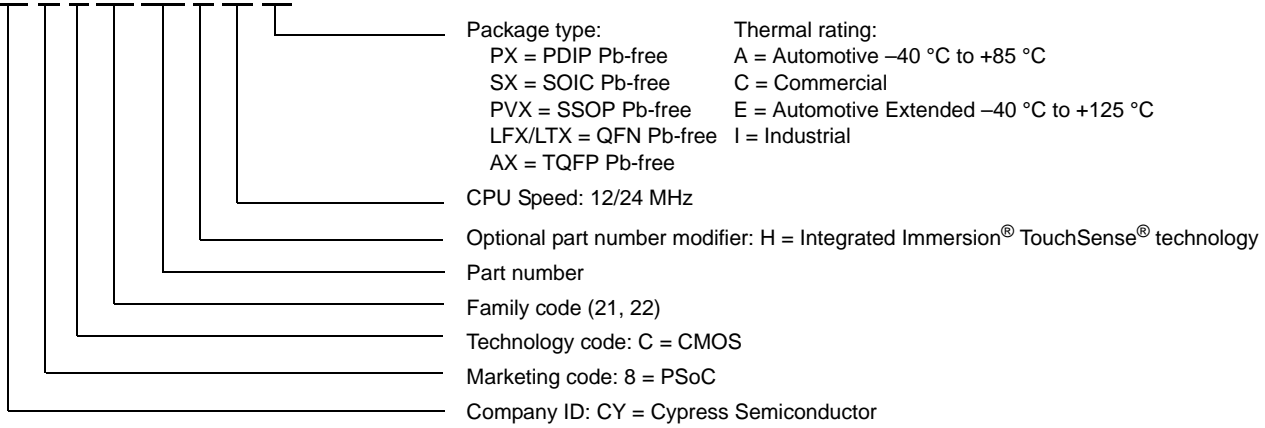 Package type: Thermal rating:
PX = PDIP Pb-free A = Automotive –40 °C to +85 °C
SX = SOIC Pb-free C = Commercial
PVX = SSOP Pb-free E = Automotive Extended –40 °C to +125 °C
LFX/LTX = QFN Pb-free I = Industrial
AX = TQFP Pb-free
CPU Speed: 12/24 MHz
Optional part number modifier: H = Integrated Immersion® TouchSense® technology
Part number
Family code (21, 22)
Technology code: C = CMOS
Marketing code: 8 = PSoC
Company ID: CY = Cypress Semiconductor